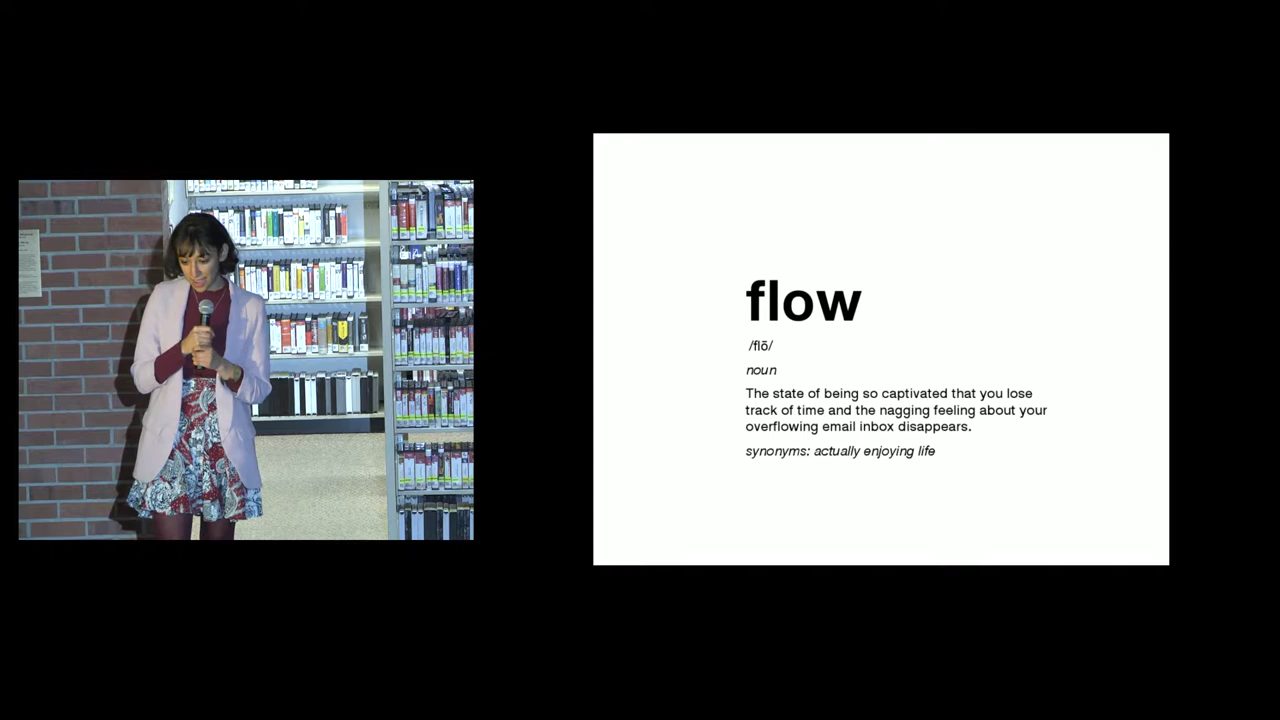 flow
/flō/
noun
The state of being so captivated that you lose
track of time and the nagging feeling about your
overflowing email inbox disappears.
synonyms: actually enjoying life